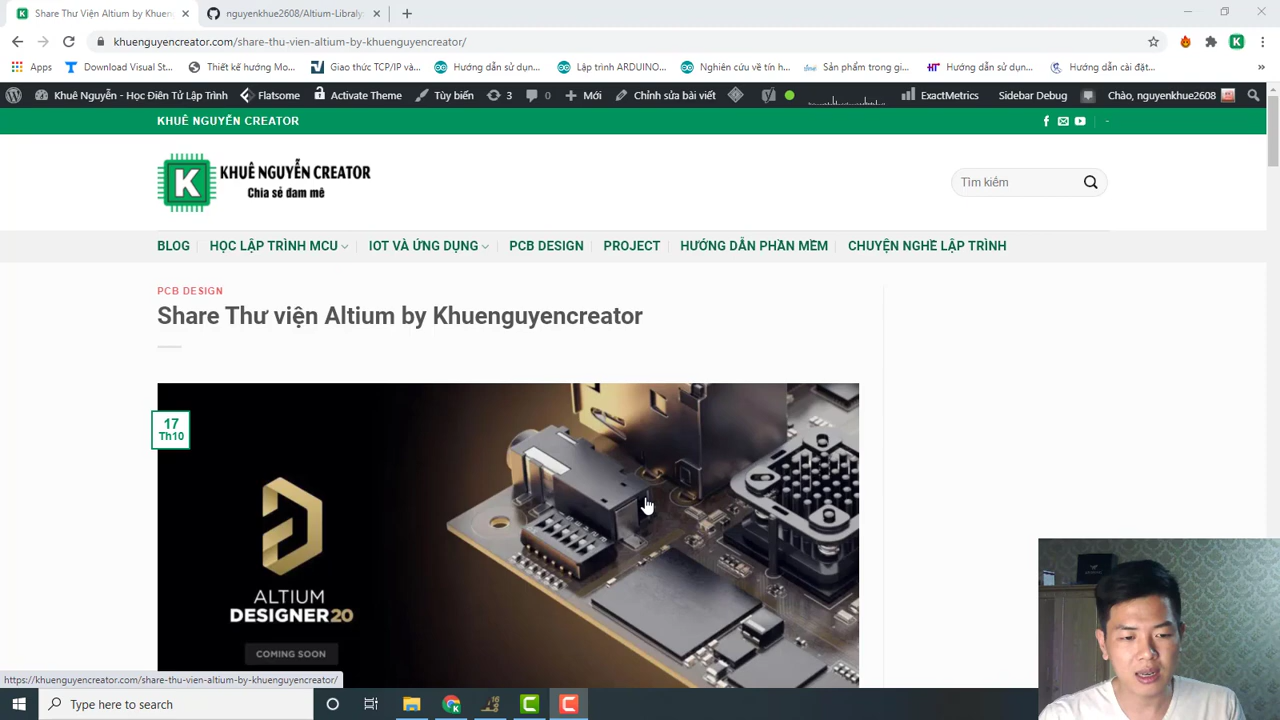 Share Thư Viện Altium by Khuen
nguyenkhue2608/Altium-Libraly
khuenguyencreator.com/share-thu-vien-altium-by-khuenguyencreator/
Apps
Download Visual St...
Thiết kế hướng Mo...
Giao thức TCP/IP và...
Hướng dẫn sử dụn...
Lập trình ARDUINO...
Nghiên cứu về tín h...
Sản phẩm trong gi...
Hướng dẫn sử dụn...
Hướng dẫn cài đặt...
Khuê Nguyễn - Học Điện Tử Lập Trình
Flatsome
Activate Theme
Tùy biến
3
0
Mới
Chỉnh sửa bài viết
ExactMetrics
Sidebar Demo
Chào, nguyenkhue2608
KHUÊ NGUYỄN CREATOR
K
KHUÊ NGUYỄN CREATOR
Chia sẻ đam mê
Tìm kiếm
BLOG
HỌC LẬP TRÌNH MCU
IOT VÀ ỨNG DỤNG
PCB DESIGN
PROJECT
HƯỚNG DẪN PHẦN MỀM
CHUYỆN NGHỀ LẬP TRÌNH
PCB DESIGN
Share Thư viện Altium by Khuenguyencreator
17
Th10
ALTIUM
DESIGNER20
COMING SOON
https://khuenguyencreator.com/share-thu-vien-altium-by-khuenguyencreator/
Type here to search